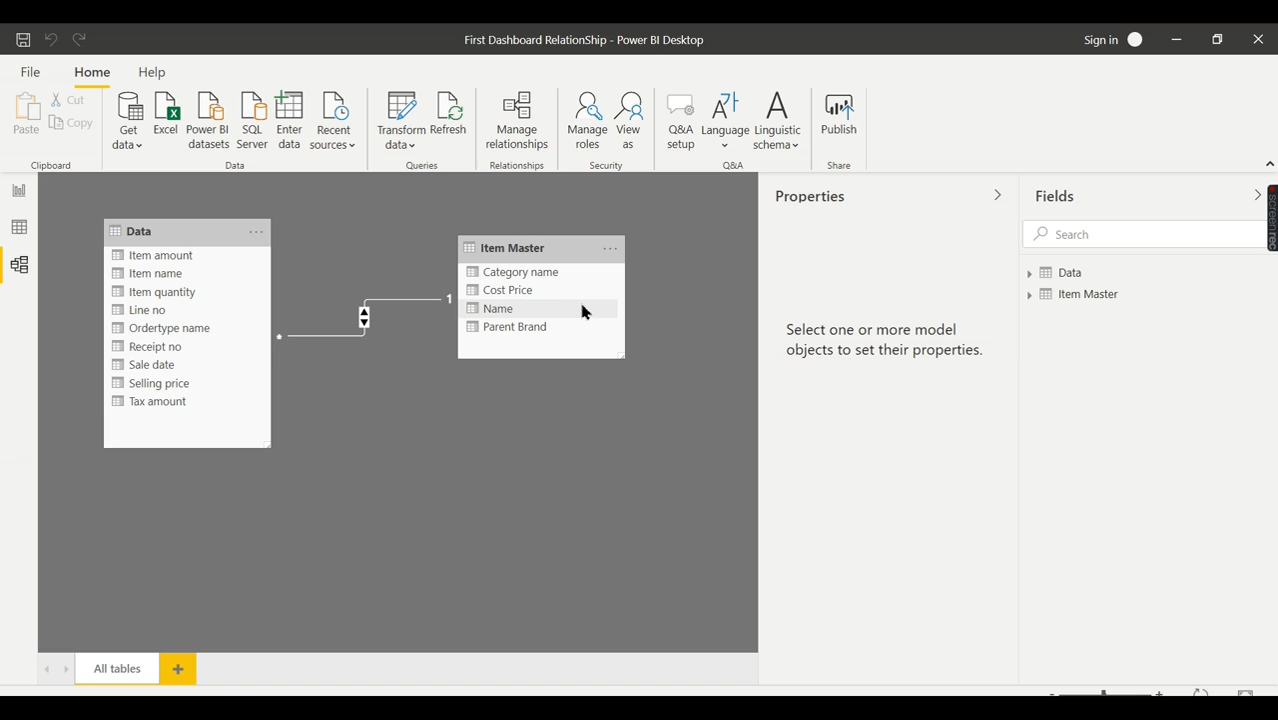 First Dashboard RelationShip - Power BI Desktop
Sign in
File
Home
Help
Paste
Cut
Copy
Get data
Excel
Power BI datasets
SQL Server
Enter data
Recent sources
Transform data
Refresh
Manage relationships
Manage roles
View as
Q&A setup
Language
Linguistic schema
Publish
Clipboard
Data
Queries
Relationships
Security
Q&A
Share
Data
Item amount
Item name
Item quantity
Line no
Ordertype name
Receipt no
Sale date
Selling price
Tax amount
*
1
Item Master
Category name
Cost Price
Name
Parent Brand
Properties
Select one or more model
objects to set their properties.
Fields
Search
Data
Item Master
screenrec
All tables